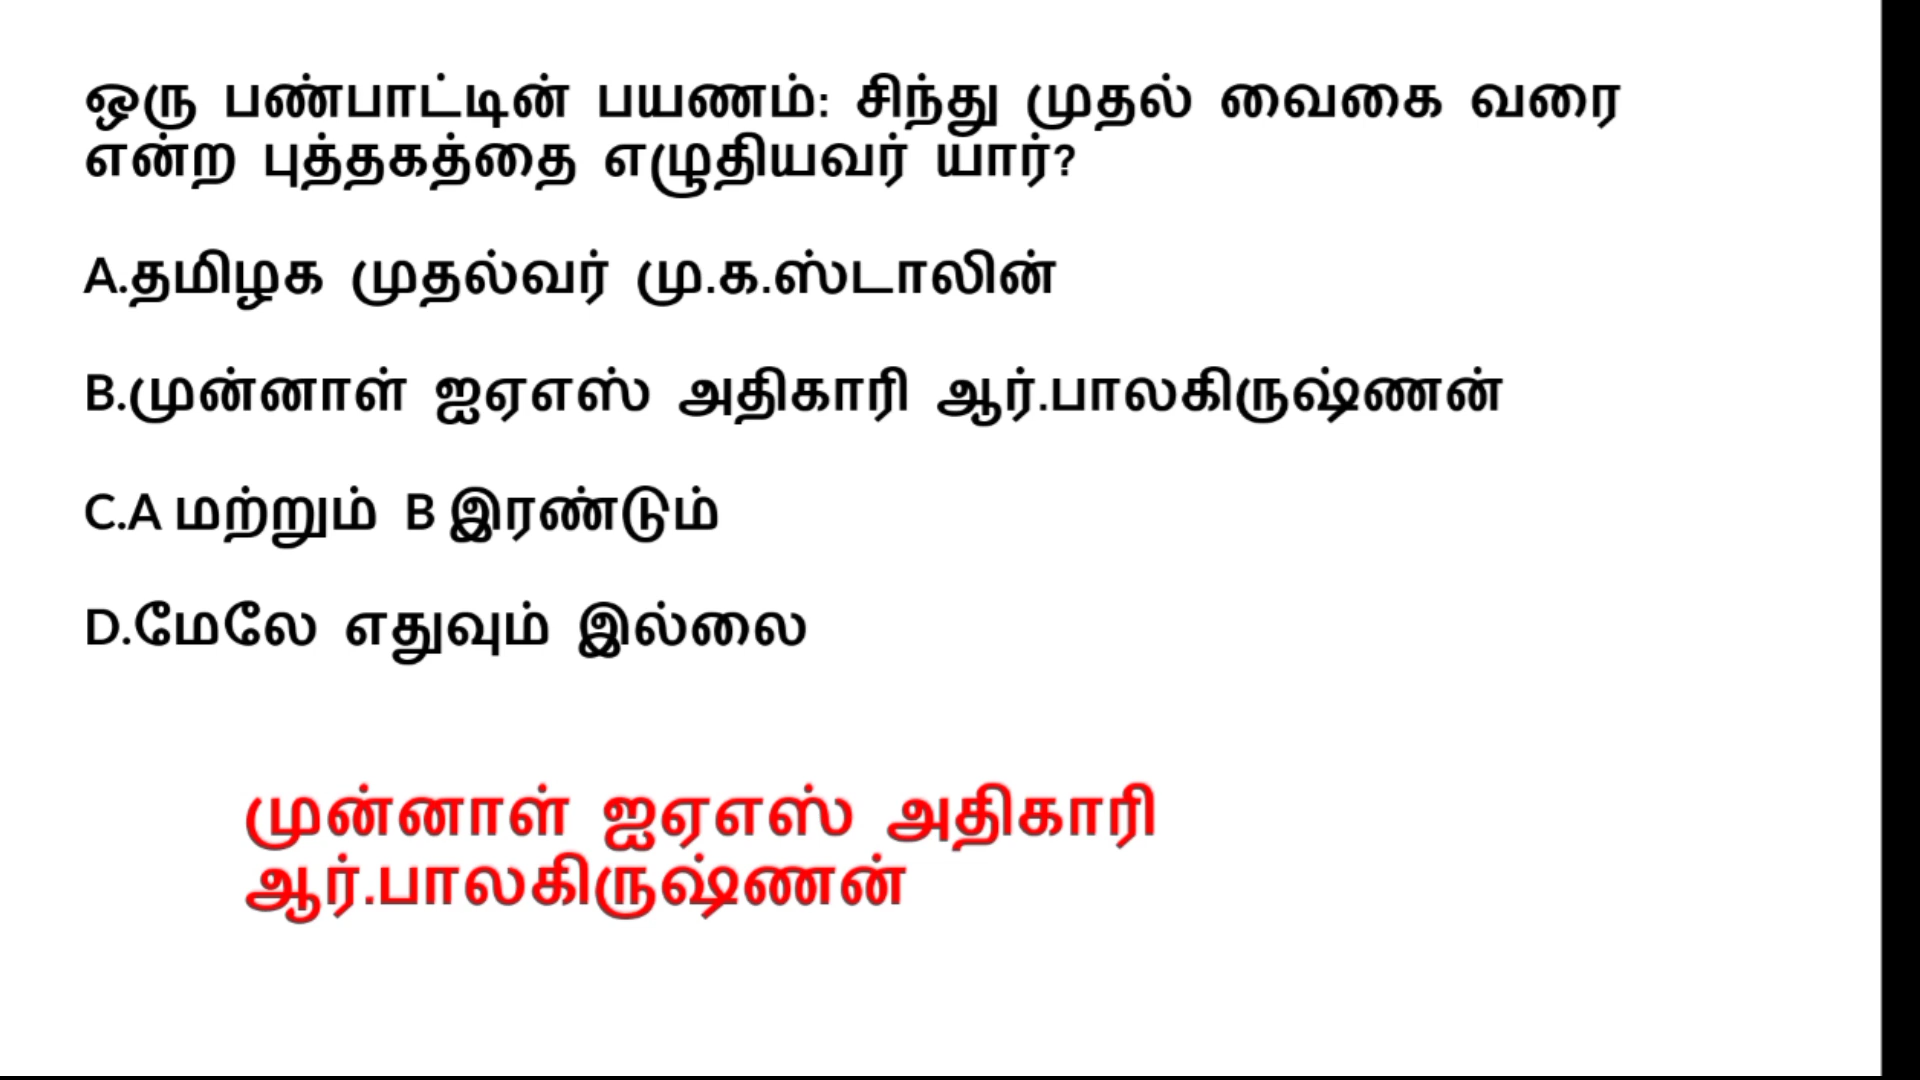 ஒரு பண்பாட்டின் பயணம்: சிந்து முதல் வைகை வரை
என்ற புத்தகத்தை எழுதியவர் யார்?
A.தமிழக முதல்வர் மு.க.ஸ்டாலின்
B.முன்னாள் ஐஏஎஸ் அதிகாரி ஆர்.பாலகிருஷ்ணன்
C.A மற்றும் B இரண்டும்
D.மேலே எதுவும் இல்லை
முன்னாள் ஐஏஎஸ் அதிகாரி
ஆர்.பாலகிருஷ்ணன்